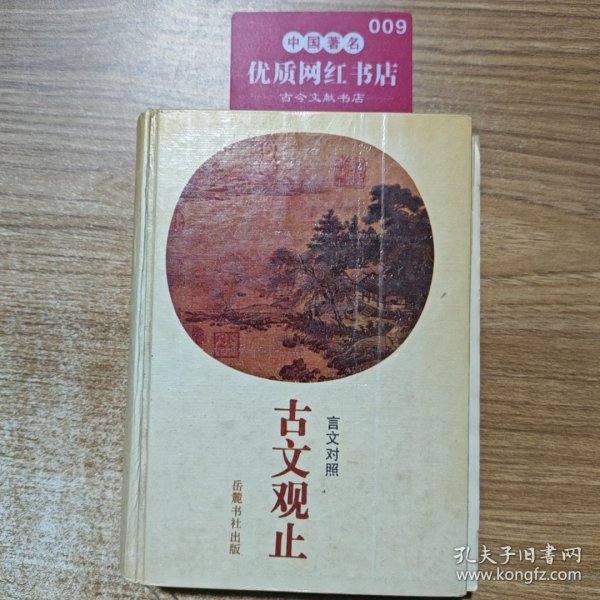 009
中国著名
优质网红书店
古今文献书店
言文对照
古文观止
岳麓书社出版
孔夫子旧书网
www.kongfz.com